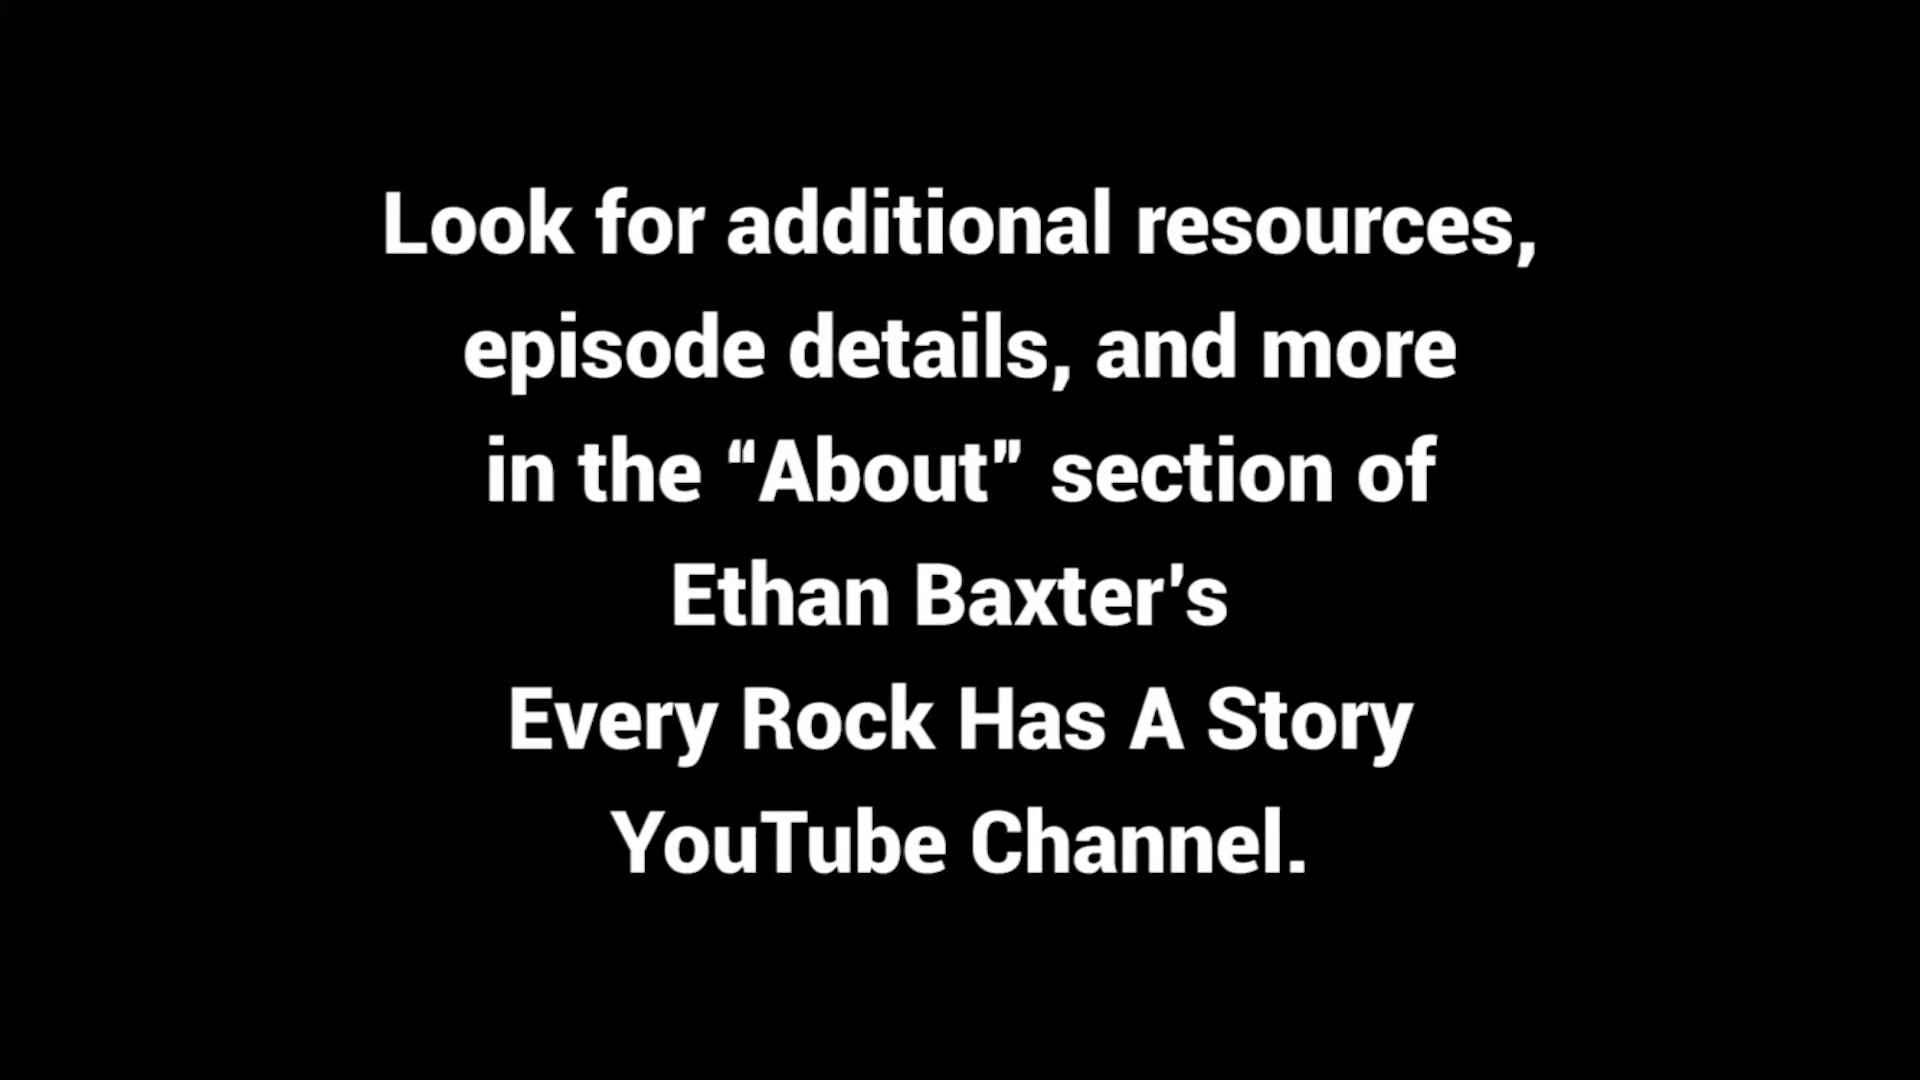 Look for additional resources,
episode details, and more
in the “About” section of
Ethan Baxter’s
Every Rock Has A Story
YouTube Channel.